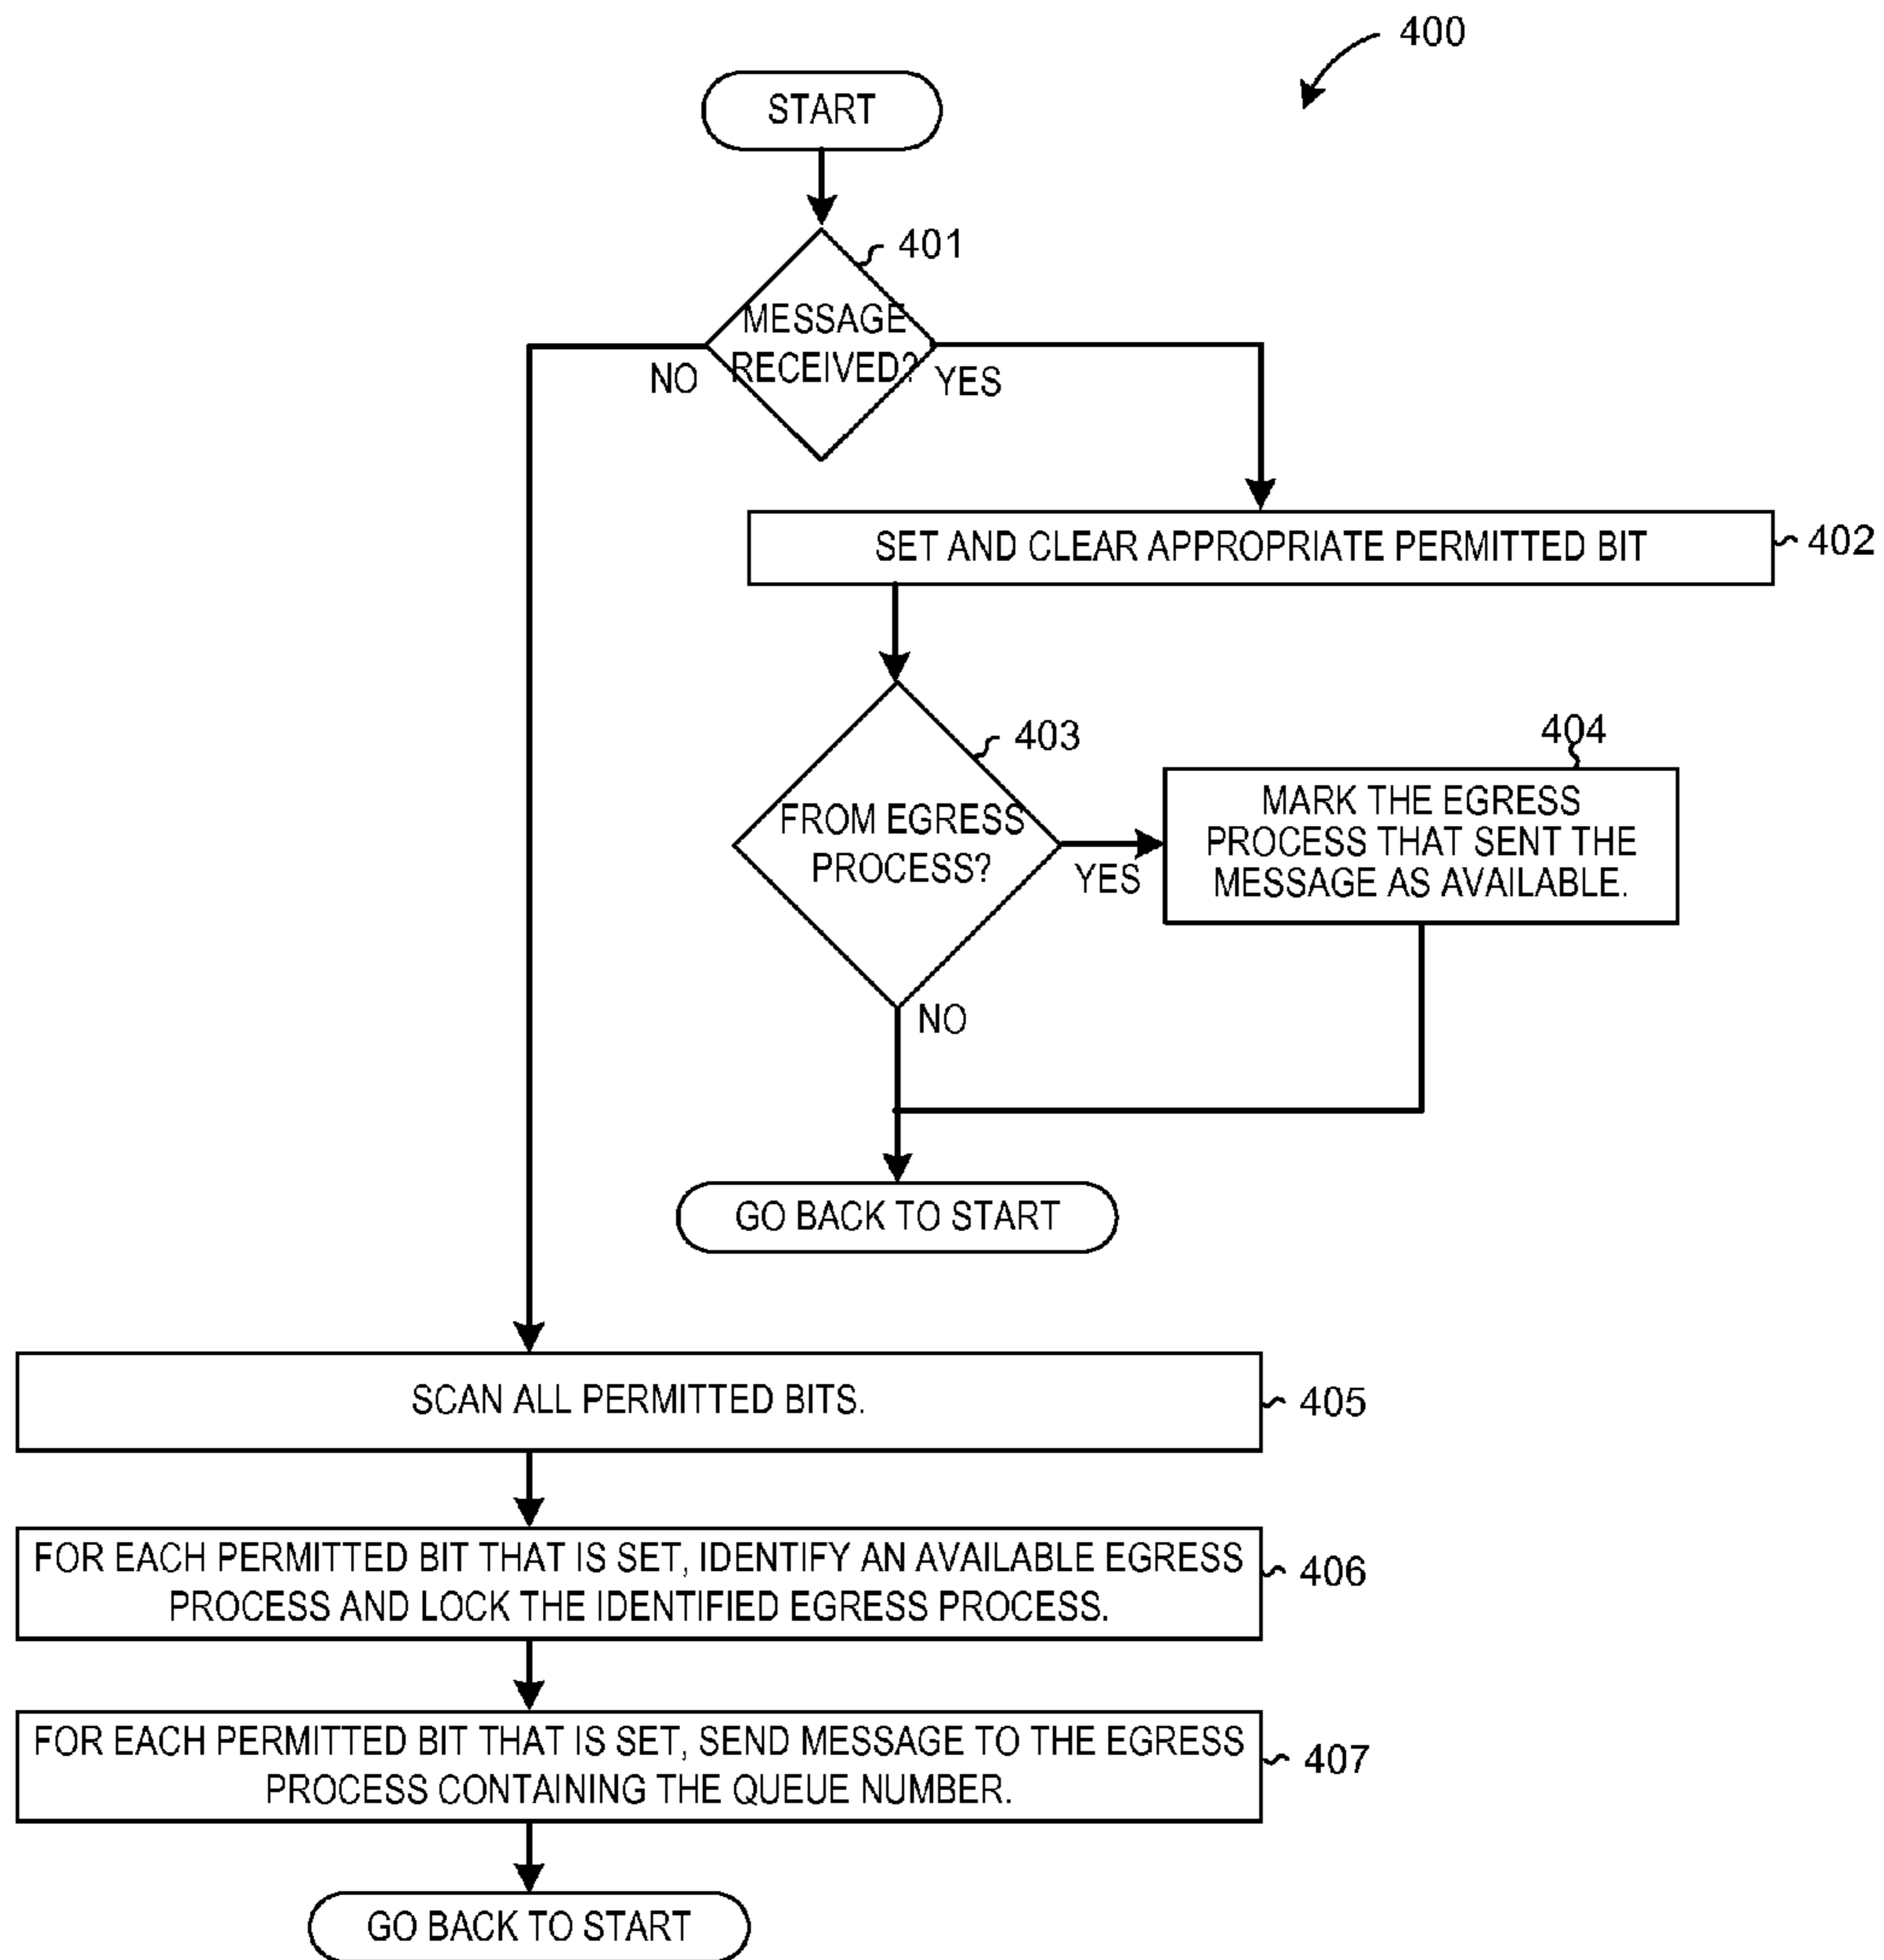 400
START
401
MESSAGE
RECEIVED?
NO
YES
SET AND CLEAR APPROPRIATE PERMITTED BIT
402
403
FROM EGRESS
PROCESS?
YES
404
MARK THE EGRESS
PROCESS THAT SENT THE
MESSAGE AS AVAILABLE.
NO
GO BACK TO START
SCAN ALL PERMITTED BITS.
405
FOR EACH PERMITTED BIT THAT IS SET, IDENTIFY AN AVAILABLE EGRESS
PROCESS AND LOCK THE IDENTIFIED EGRESS PROCESS.
406
FOR EACH PERMITTED BIT THAT IS SET, SEND MESSAGE TO THE EGRESS
PROCESS CONTAINING THE QUEUE NUMBER.
407
GO BACK TO START